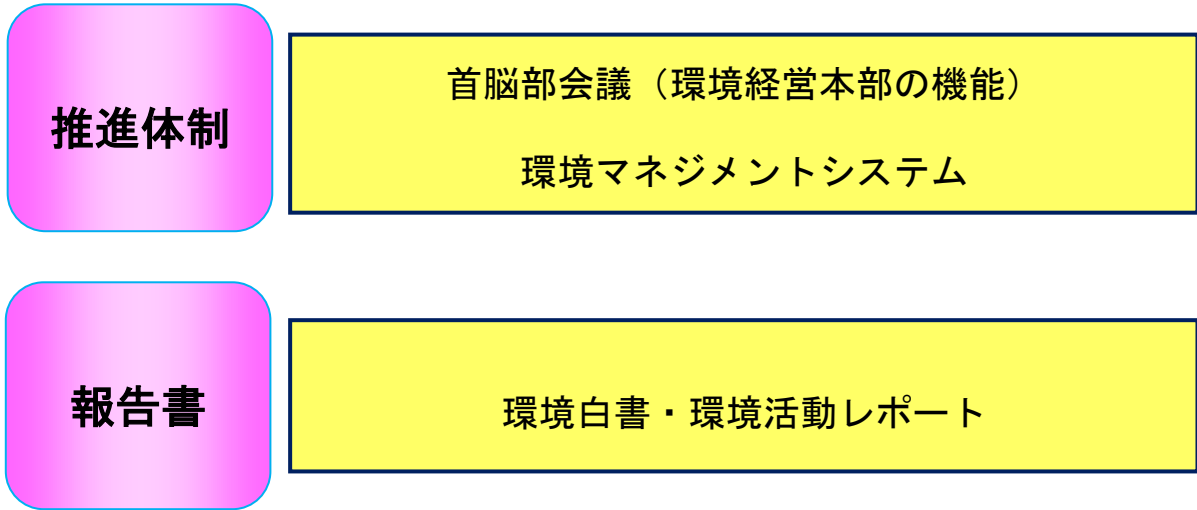 推進体制
首脳部会議（環境経営本部の機能）
環境マネジメントシステム
報告書
環境白書・環境活動レポート